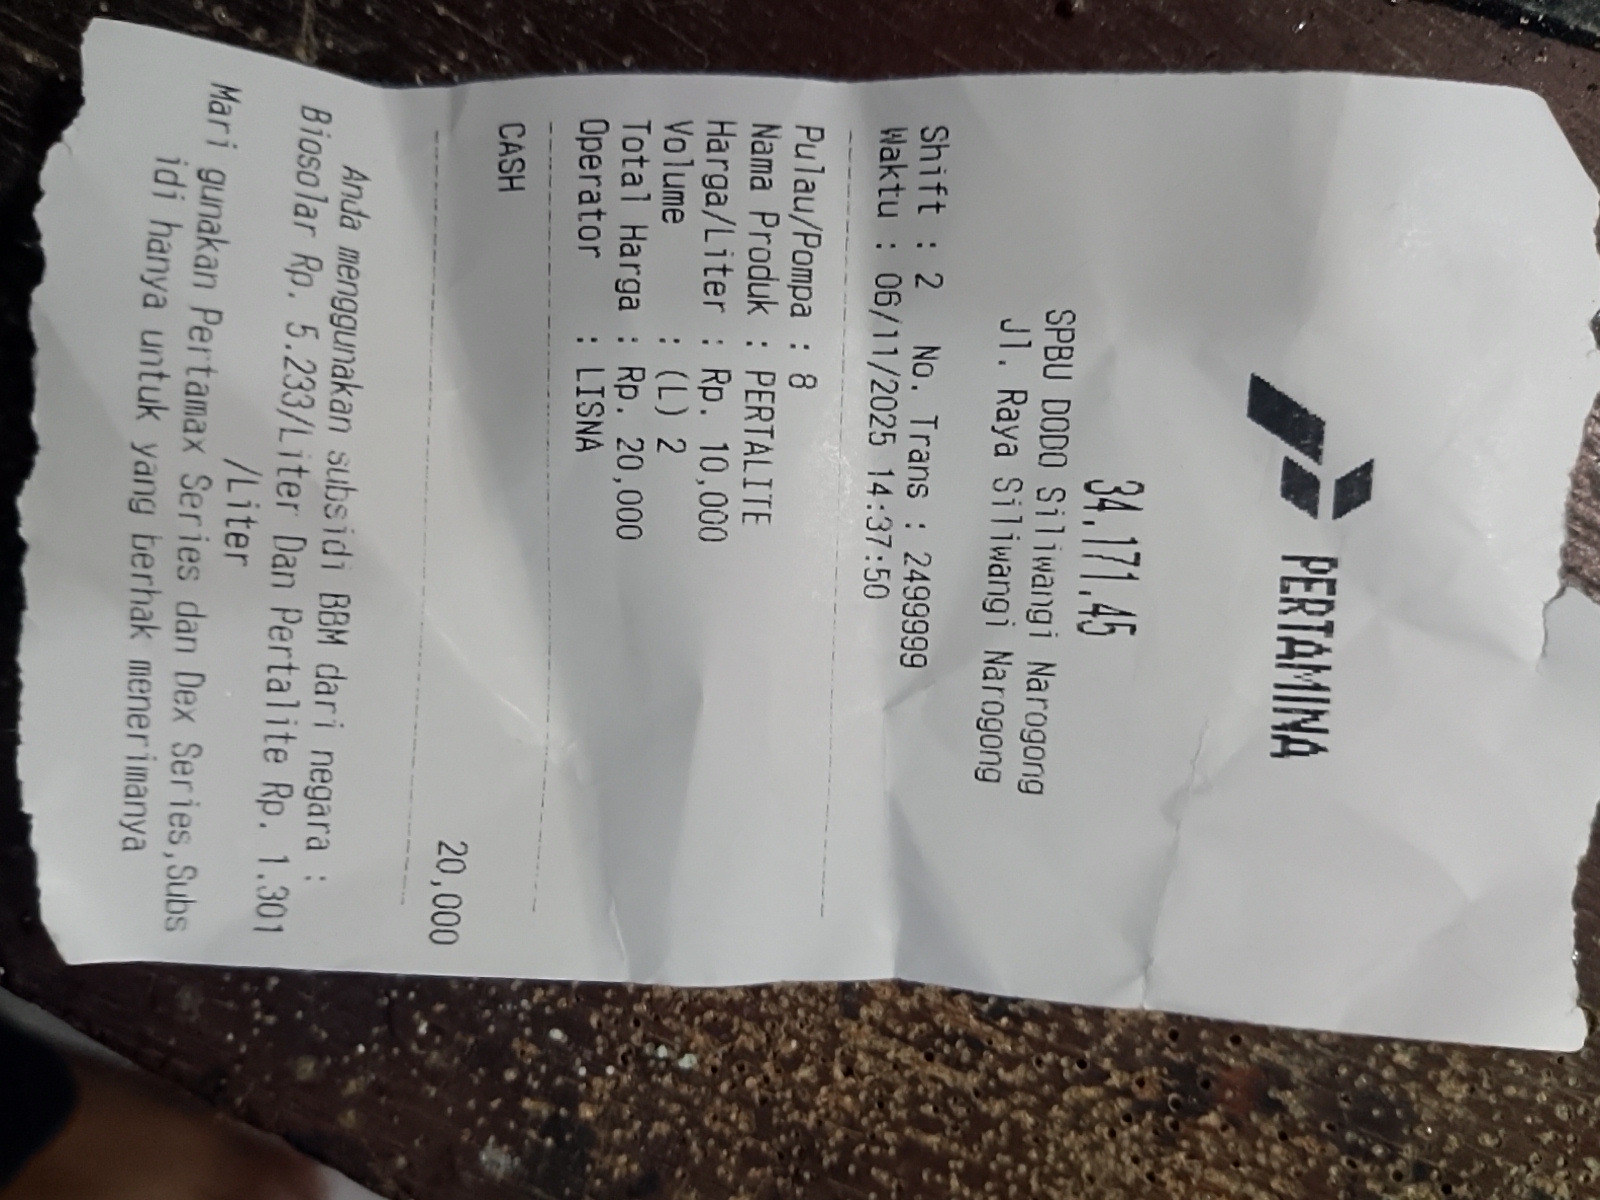 PERTAMINA
34.171.45
SPBU DODO Siliwangi Narogong
Jl. Raya Siliwangi Narogong
Shift : 2 No. Trans : 2499999
Waktu : 06/11/2025 14:37:50
Pulau/Pompa : 8
Nama Produk : PERTALITE
Harga/Liter : Rp. 10,000
Volume : (L) 2
Total Harga : Rp. 20,000
Operator : LISNA
CASH
20,000
Anda menggunakan subsidi BBM dari negara :
Biosolar Rp. 5.233/Liter Dan Pertalite Rp. 1.301
/Liter
Mari gunakan Pertamax Series dan Dex Series,Subs
idi hanya untuk yang berhak menerimanya